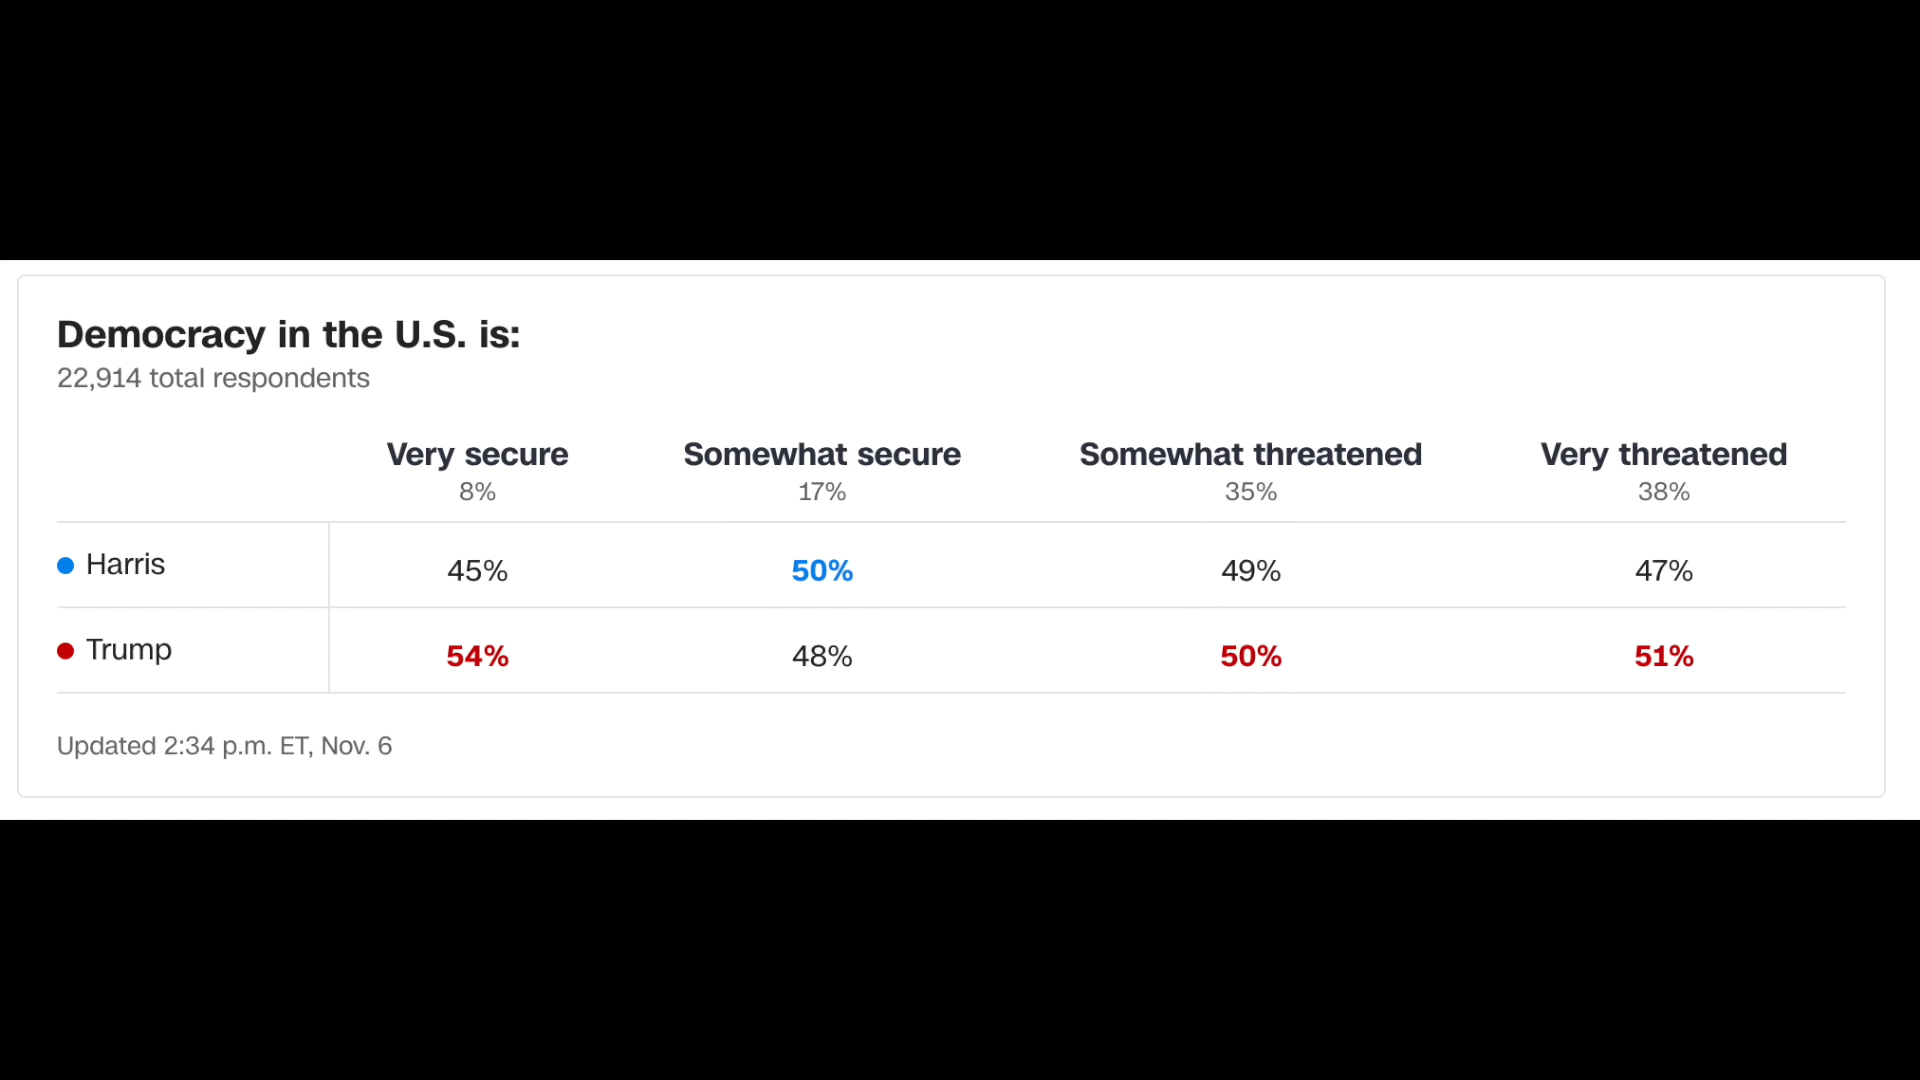 Democracy in the U.S. is:
22,914 total respondents
Very secure Somewhat secure Somewhat threatened Very threatened
8% 17% 35% 38%
Harris 45% 50% 49% 47%
Trump 54% 48% 50% 51%
Updated 2:34 p.m. ET, Nov. 6